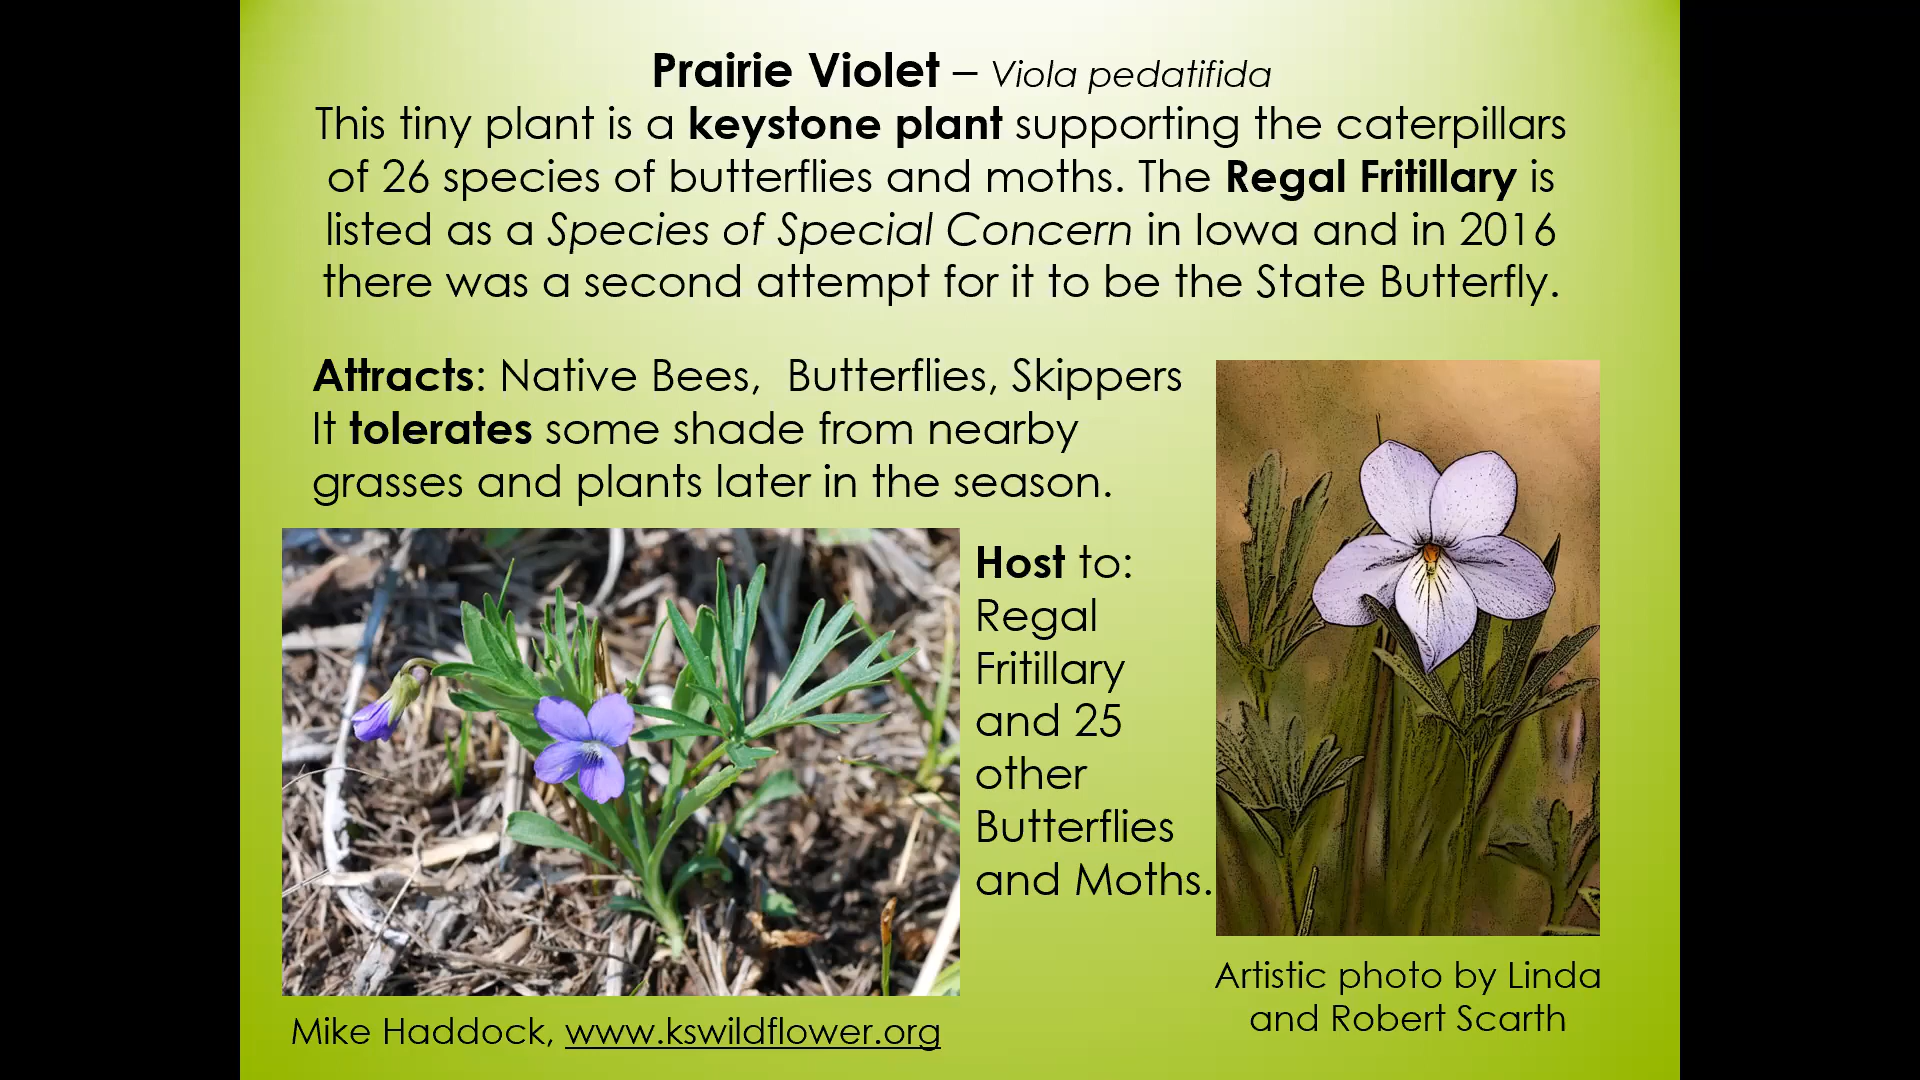 Prairie Violet – Viola pedatifida
This tiny plant is a keystone plant supporting the caterpillars
of 26 species of butterflies and moths. The Regal Fritillary is
listed as a Species of Special Concern in Iowa and in 2016
there was a second attempt for it to be the State Butterfly.
Attracts: Native Bees,  Butterflies, Skippers
It tolerates some shade from nearby
grasses and plants later in the season.
Host to:
Regal
Fritillary
and 25
other
Butterflies
and Moths.
Mike Haddock, www.kswildflower.org
Artistic photo by Linda
and Robert Scarth